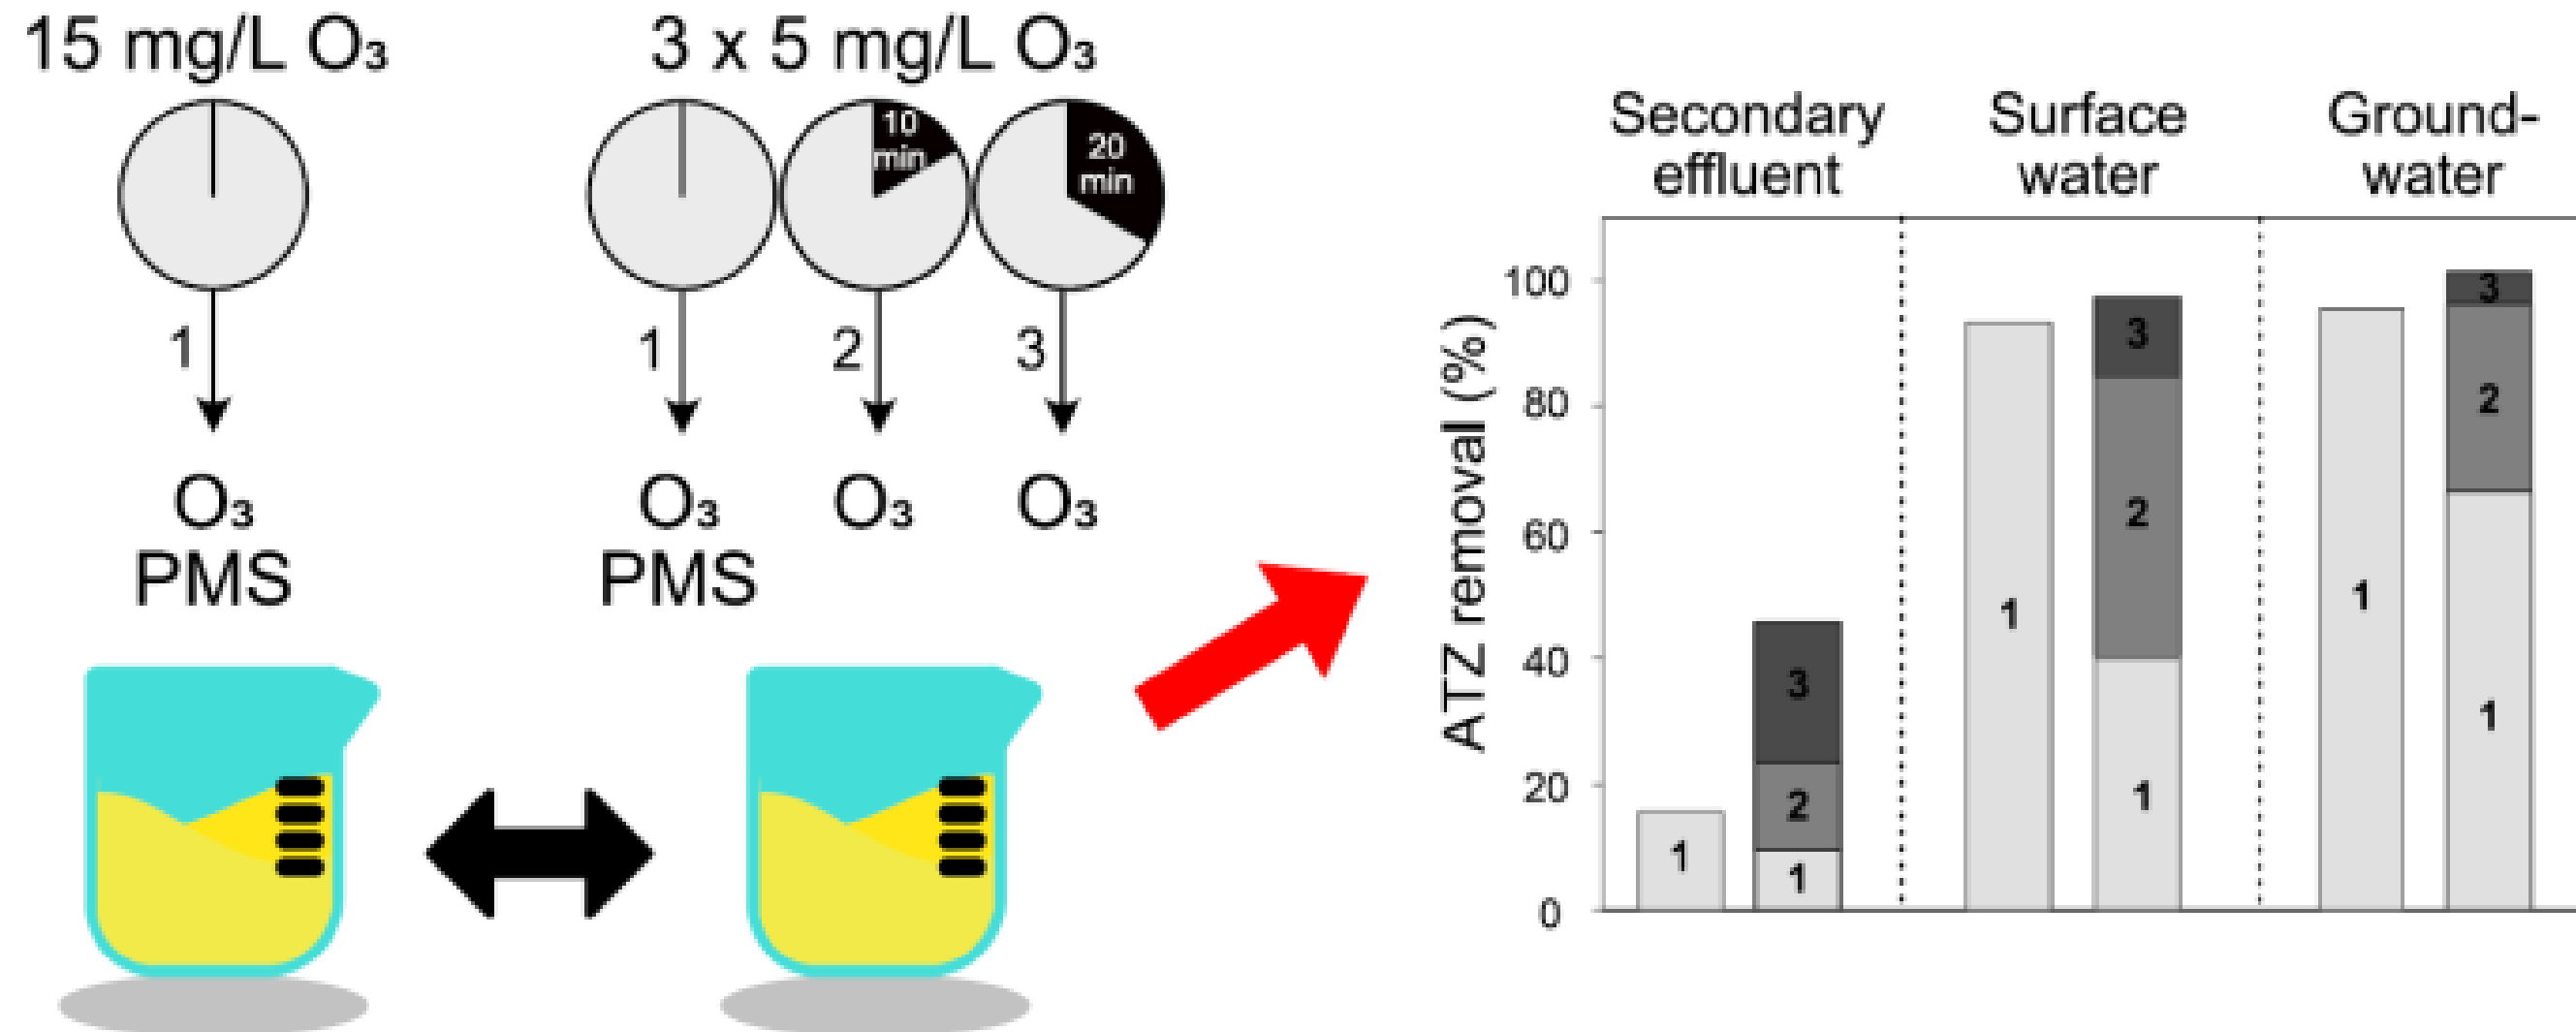 15 mg/L O₃
3 x 5 mg/L O₃
10
min
20
min
1
1
2
3
O₃
PMS
O₃
PMS
O₃
O₃
Secondary
effluent
Surface
water
Ground-
water
ATZ removal (%)
100
80
60
40
20
0
1
3
2
1
1
3
2
1
1
3
2
1